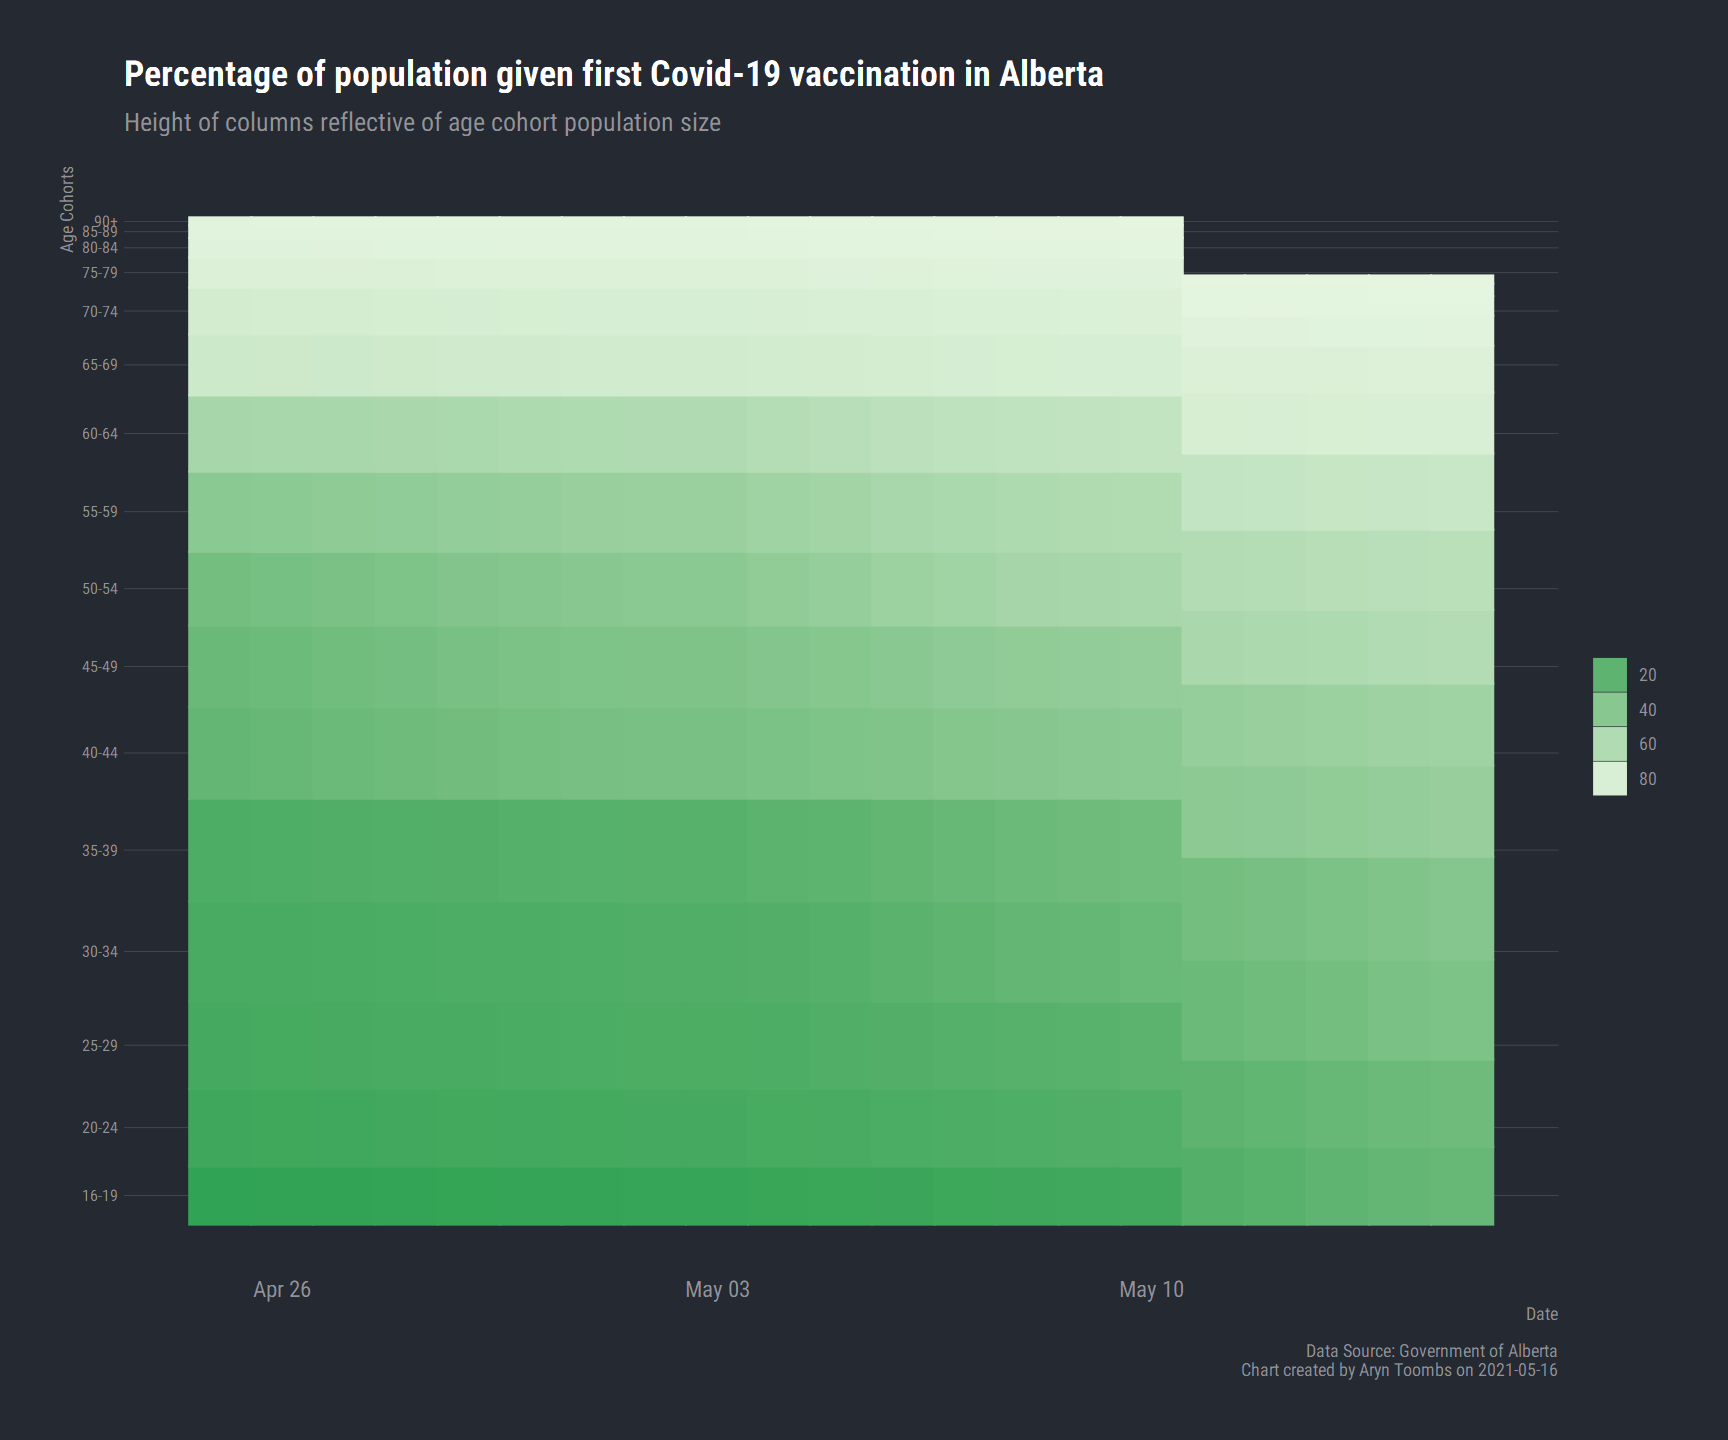 Percentage of population given first Covid-19 vaccination in Alberta
Height of columns reflective of age cohort population size
Age Cohorts
90+
85-89
80-84
75-79
70-74
65-69
60-64
55-59
50-54
45-49
40-44
35-39
30-34
25-29
20-24
16-19
20
40
60
80
Apr 26
May 03
May 10
Date
Data Source: Government of Alberta
Chart created by Aryn Toombs on 2021-05-16